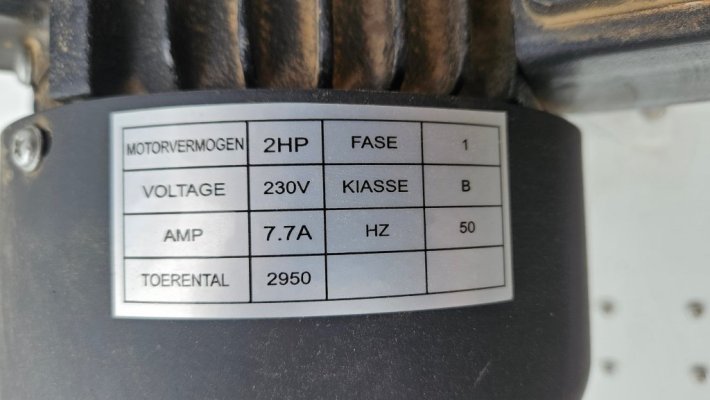 MOTORVERMOGEN 2HP FASE 1
VOLTAGE 230V KIASSE B
AMP 7.7A HZ 50
TOERENTAL 2950